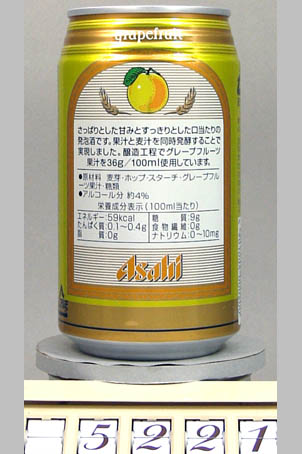 grapefruit
さっぱりとした甘みとすっきりとした口当たりの
発泡酒です。果汁と麦汁を同時発酵することで
実現しました。醸造工程でグレープフルーツ
果汁を36g/100ml使用しています。
●原材料 麦芽・ホップ・スターチ・グレープフル
ーツ果汁・糖類
●アルコール分 約4%
栄養成分表示(100ml当たり)
エネルギー:59kcal 糖質:9g
たんぱく質:0.1~0.4g 食物繊維:0g
脂質:0g ナトリウム:0~10mg
Asahi
5221